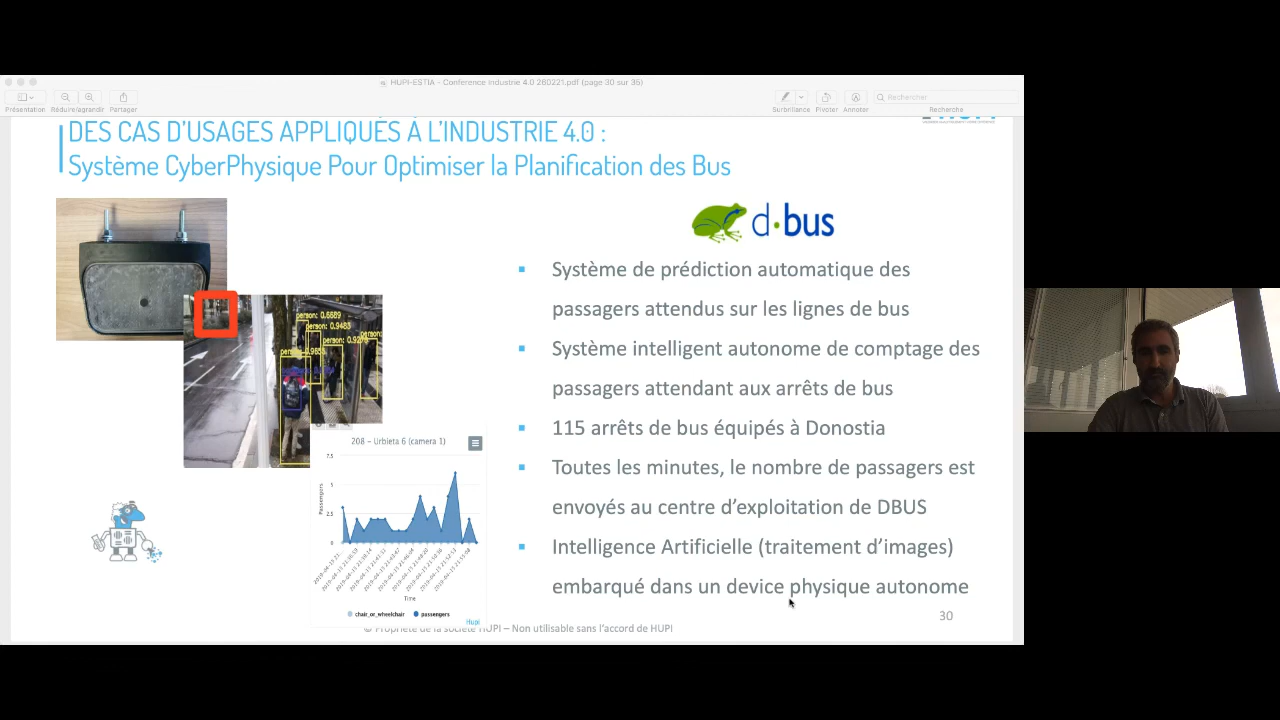 HUPI-ESTIA - Conference Industrie 4.0 260221.pdf (page 30 sur 35)
Présentation
Réduire/agrandir
Partager
Surbrillance
Pivoter
Annoter
Rechercher
Recherche
DES CAS D'USAGES APPLIQUÉS À L'INDUSTRIE 4.0 :
Système CyberPhysique Pour Optimiser la Planification des Bus
d·bus
Système de prédiction automatique des
passagers attendus sur les lignes de bus
Système intelligent autonome de comptage des
passagers attendant aux arrêts de bus
115 arrêts de bus équipés à Donostia
Toutes les minutes, le nombre de passagers est
envoyés au centre d'exploitation de DBUS
Intelligence Artificielle (traitement d'images)
embarqué dans un device physique autonome
person: 0.6689
person: 0.9483
person:
208 – Urbieta 6 (camera 1)
7.5
5
2.5
0
Passengers
Time
chair_or_wheelchair
passengers
Hupi
30
© Propriété de la société HUPI – Non utilisable sans l'accord de HUPI